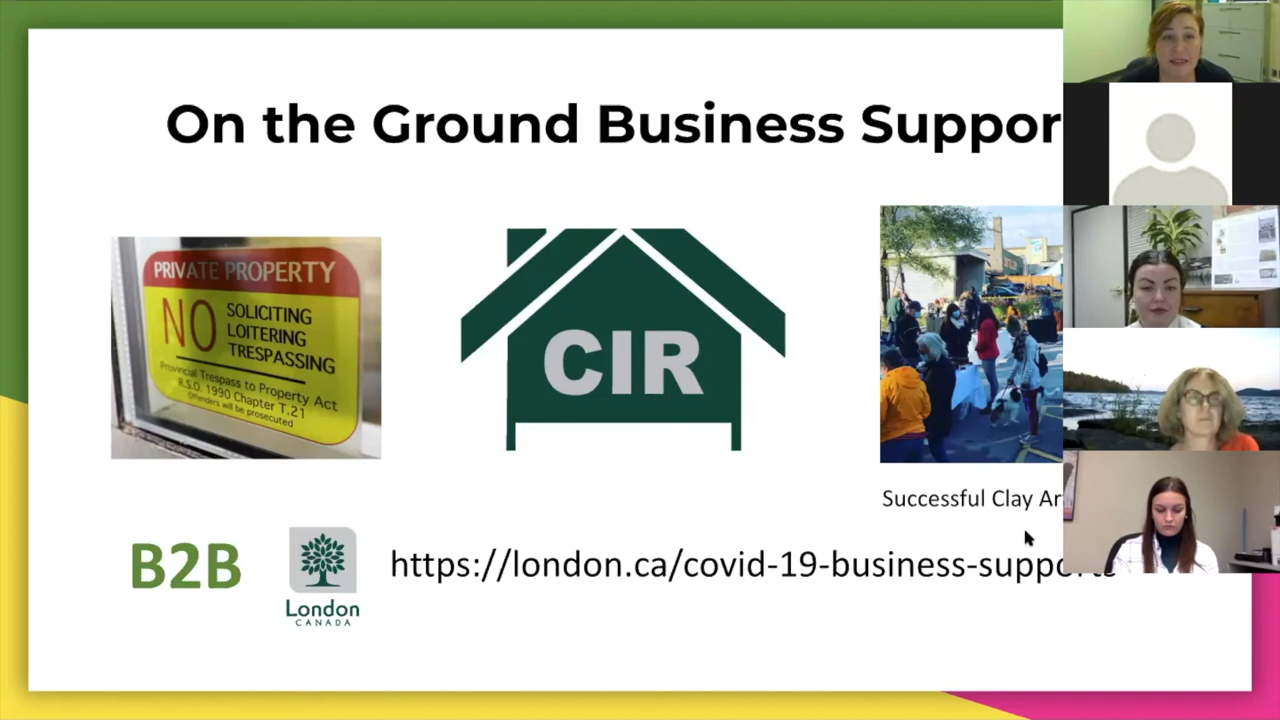 On the Ground Business Suppor
PRIVATE PROPERTY
NO
SOLICITING
LOITERING
TRESPASSING
Provincial Trespass to Property Act
R.S.O. 1990 Chapter T.21
Offenders will be prosecuted
CIR
Successful Clay Ar
B2B
London
CANADA
https://london.ca/covid-19-business-supports